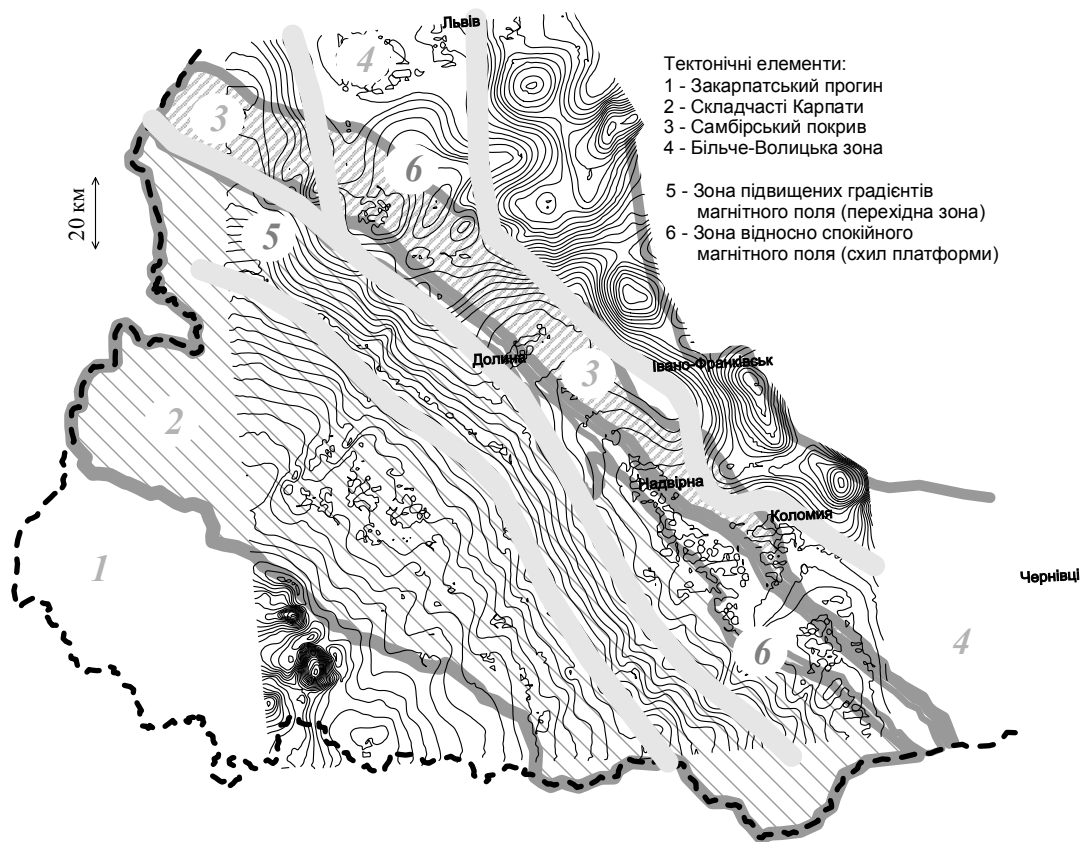 Львів
4
Тектонічні елементи:
1 - Закарпатський прогин
2 - Складчасті Карпати
3 - Самбірський покрив
4 - Більче-Волицька зона
5 - Зона підвищених градієнтів
магнітного поля (перехідна зона)
6 - Зона відносно спокійного
магнітного поля (схил платформи)
3
6
20 км
5
Долина
Івано-Франківськ
3
2
Надвірна
Коломия
1
Чернівці
6
4